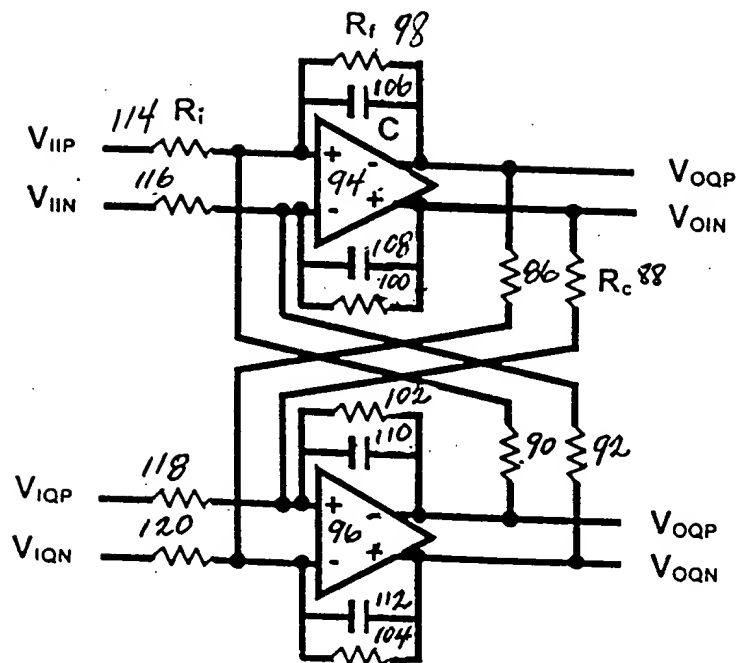 Rf 98
106
C
VIIP 114 Ri
94
VOQP
VIIN 116
VOIN
108
100
86 Rc 88
102
110
90 92
118
VIQP
96
VOQP
120
VIQN
VOQN
112
104